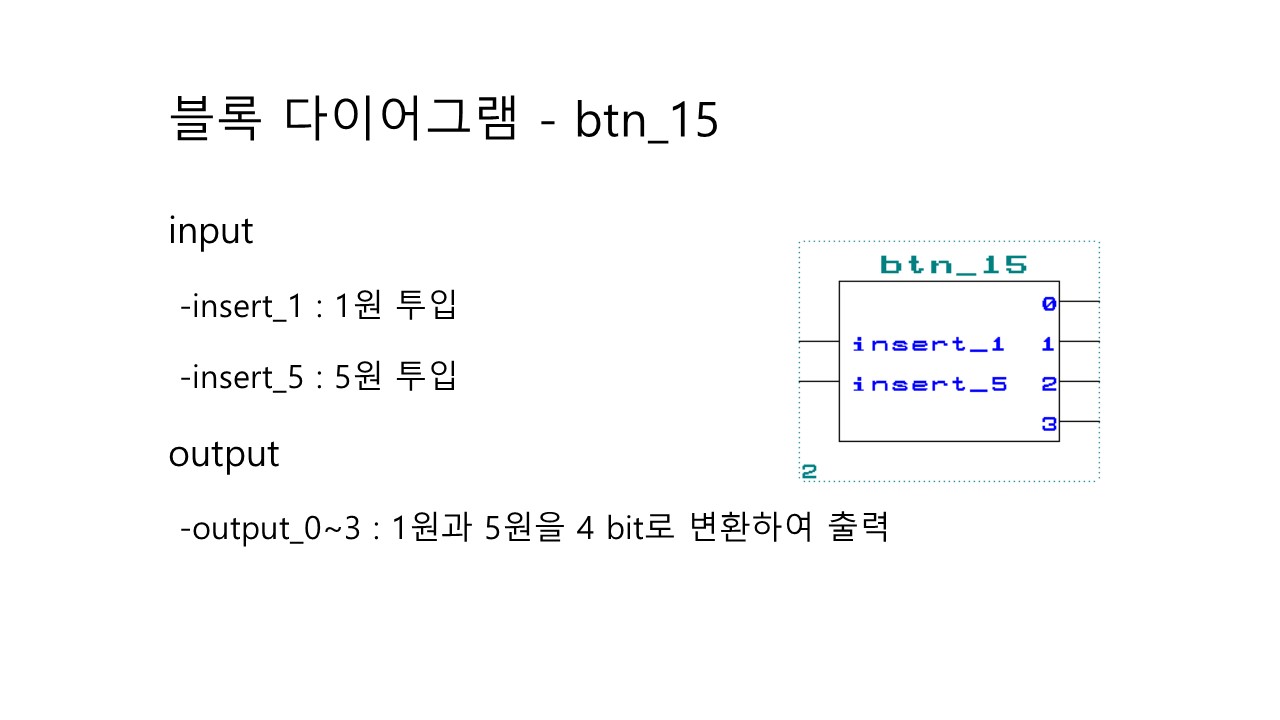 블록 다이어그램 - btn_15
input
-insert_1 : 1원 투입
-insert_5 : 5원 투입
output
-output_0~3 : 1원과 5원을 4 bit로 변환하여 출력
btn_15
0
insert_1 1
insert_5 2
3
2